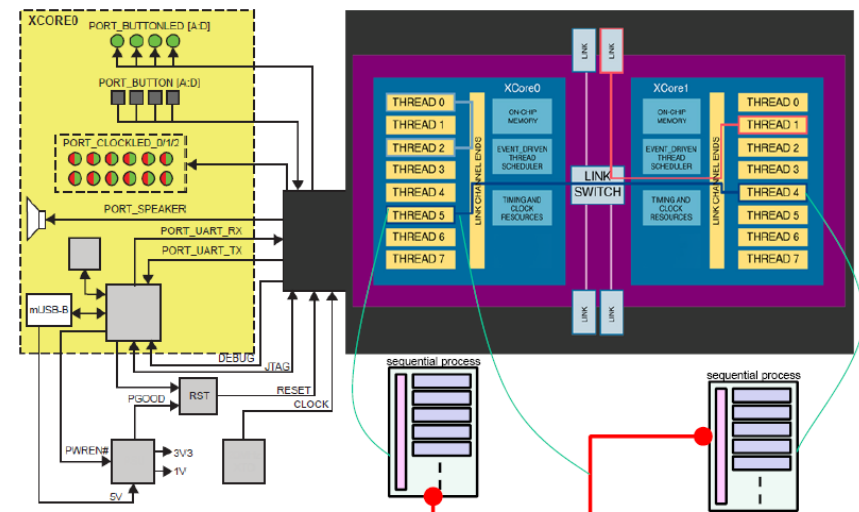 XCORE0
PORT_BUTTONLED [A:D]
PORT_BUTTON [A:D]
PORT_CLOCKLED_0/1/2
PORT_SPEAKER
PORT_UART_RX
PORT_UART_TX
mUSB-B
DEBUG
JTAG
RESET
CLOCK
RST
PGOOD
PWREN#
3V3
1V
5V
LINK
LINK
XCore0
THREAD 0
THREAD 1
THREAD 2
THREAD 3
THREAD 4
THREAD 5
THREAD 6
THREAD 7
LINK CHANNEL ENDS
ON-CHIP
MEMORY
EVENT_DRIVEN
THREAD
SCHEDULER
TIMING AND
CLOCK
RESOURCES
LINK
SWITCH
XCore1
ON-CHIP
MEMORY
EVENT_DRIVEN
THREAD
SCHEDULER
TIMING AND
CLOCK
RESOURCES
LINK CHANNEL ENDS
THREAD 0
THREAD 1
THREAD 2
THREAD 3
THREAD 4
THREAD 5
THREAD 6
THREAD 7
LINK
LINK
sequential process
sequential process